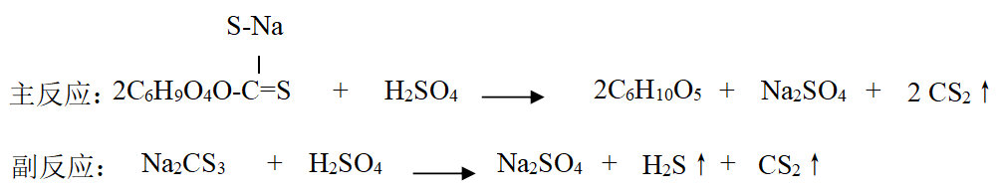 S-Na
主反应：2C₆H₉O₄O-C=S + H₂SO₄ → 2C₆H₁₀O₅ + Na₂SO₄ + 2 CS₂↑
副反应： Na₂CS₃ + H₂SO₄ → Na₂SO₄ + H₂S↑ + CS₂↑